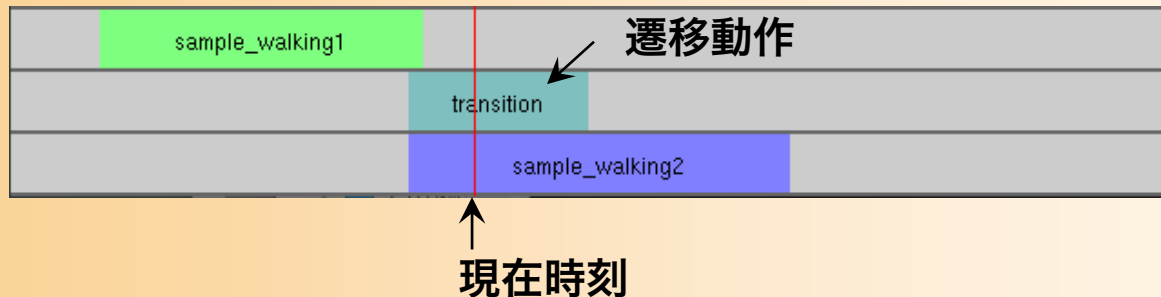 sample_walking1
遷移動作
transition
sample_walking2
現在時刻